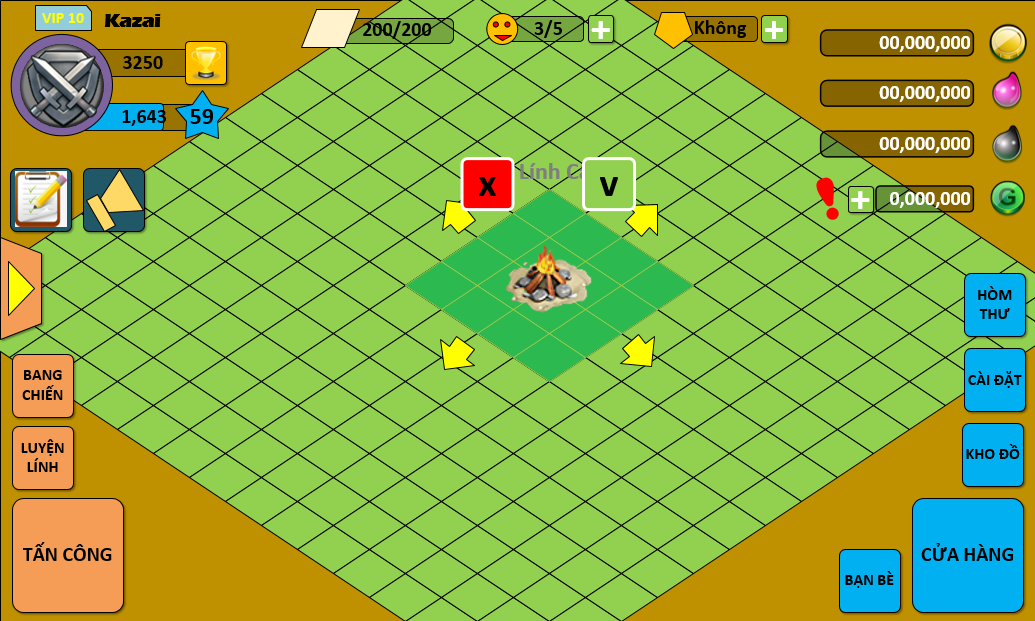 VIP 10
Kazai
200/200
3/5
Không
3250
1,643
59
00,000,000
00,000,000
00,000,000
0,000,000
G
Lính
X
V
HÒM
THƯ
BANG
CHIẾN
CÀI ĐẶT
LUYỆN
LÍNH
KHO ĐỒ
TẤN CÔNG
CỬA HÀNG
BẠN BÈ